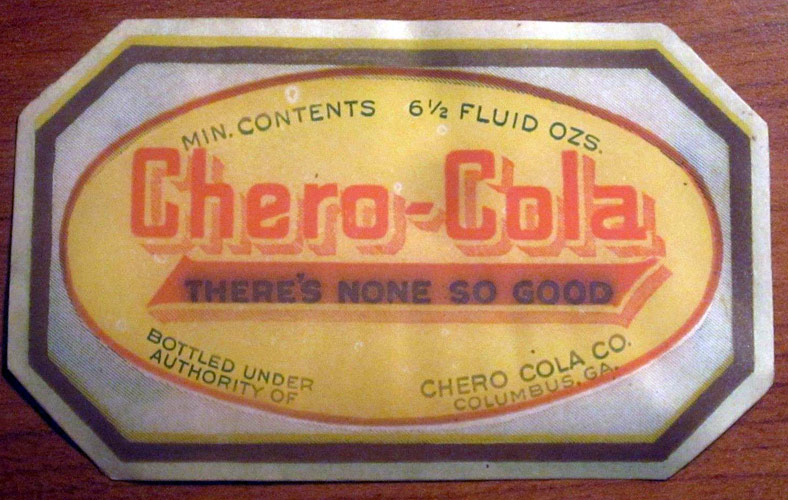 MIN. CONTENTS 6½ FLUID OZS.
Chero-Cola
THERE'S NONE SO GOOD
BOTTLED UNDER
AUTHORITY OF
CHERO COLA CO.
COLUMBUS, GA.